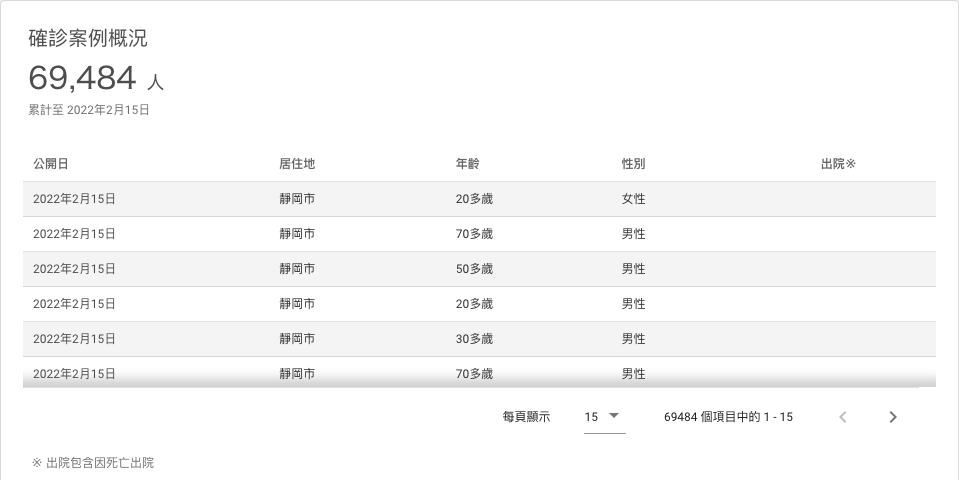 確診案例概況
69,484 人
累計至 2022年2月15日
公開日 居住地 年齡 性別 出院※
2022年2月15日 靜岡市 20多歲 女性
2022年2月15日 靜岡市 70多歲 男性
2022年2月15日 靜岡市 50多歲 男性
2022年2月15日 靜岡市 20多歲 男性
2022年2月15日 靜岡市 30多歲 男性
2022年2月15日 靜岡市 70多歲 男性
每頁顯示 15 69484 個項目中的 1 - 15
※ 出院包含因死亡出院